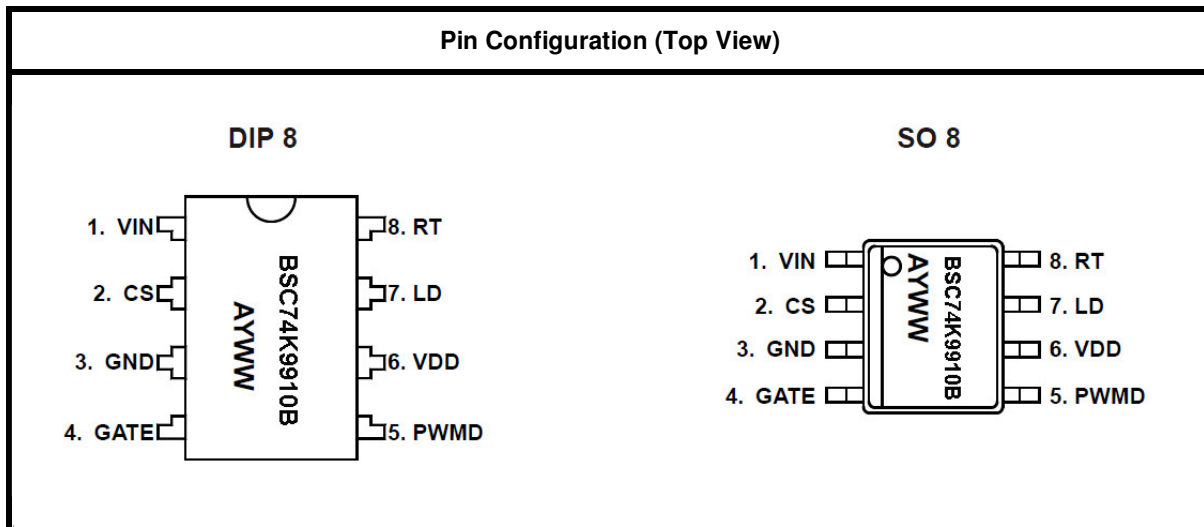 Pin Configuration (Top View)
DIP 8
1. VIN
2. CS
3. GND
4. GATE
8. RT
7. LD
6. VDD
5. PWMD
BSC74K9910B
AYWW
SO 8
1. VIN
2. CS
3. GND
4. GATE
8. RT
7. LD
6. VDD
5. PWMD
BSC74K9910B
AYWW